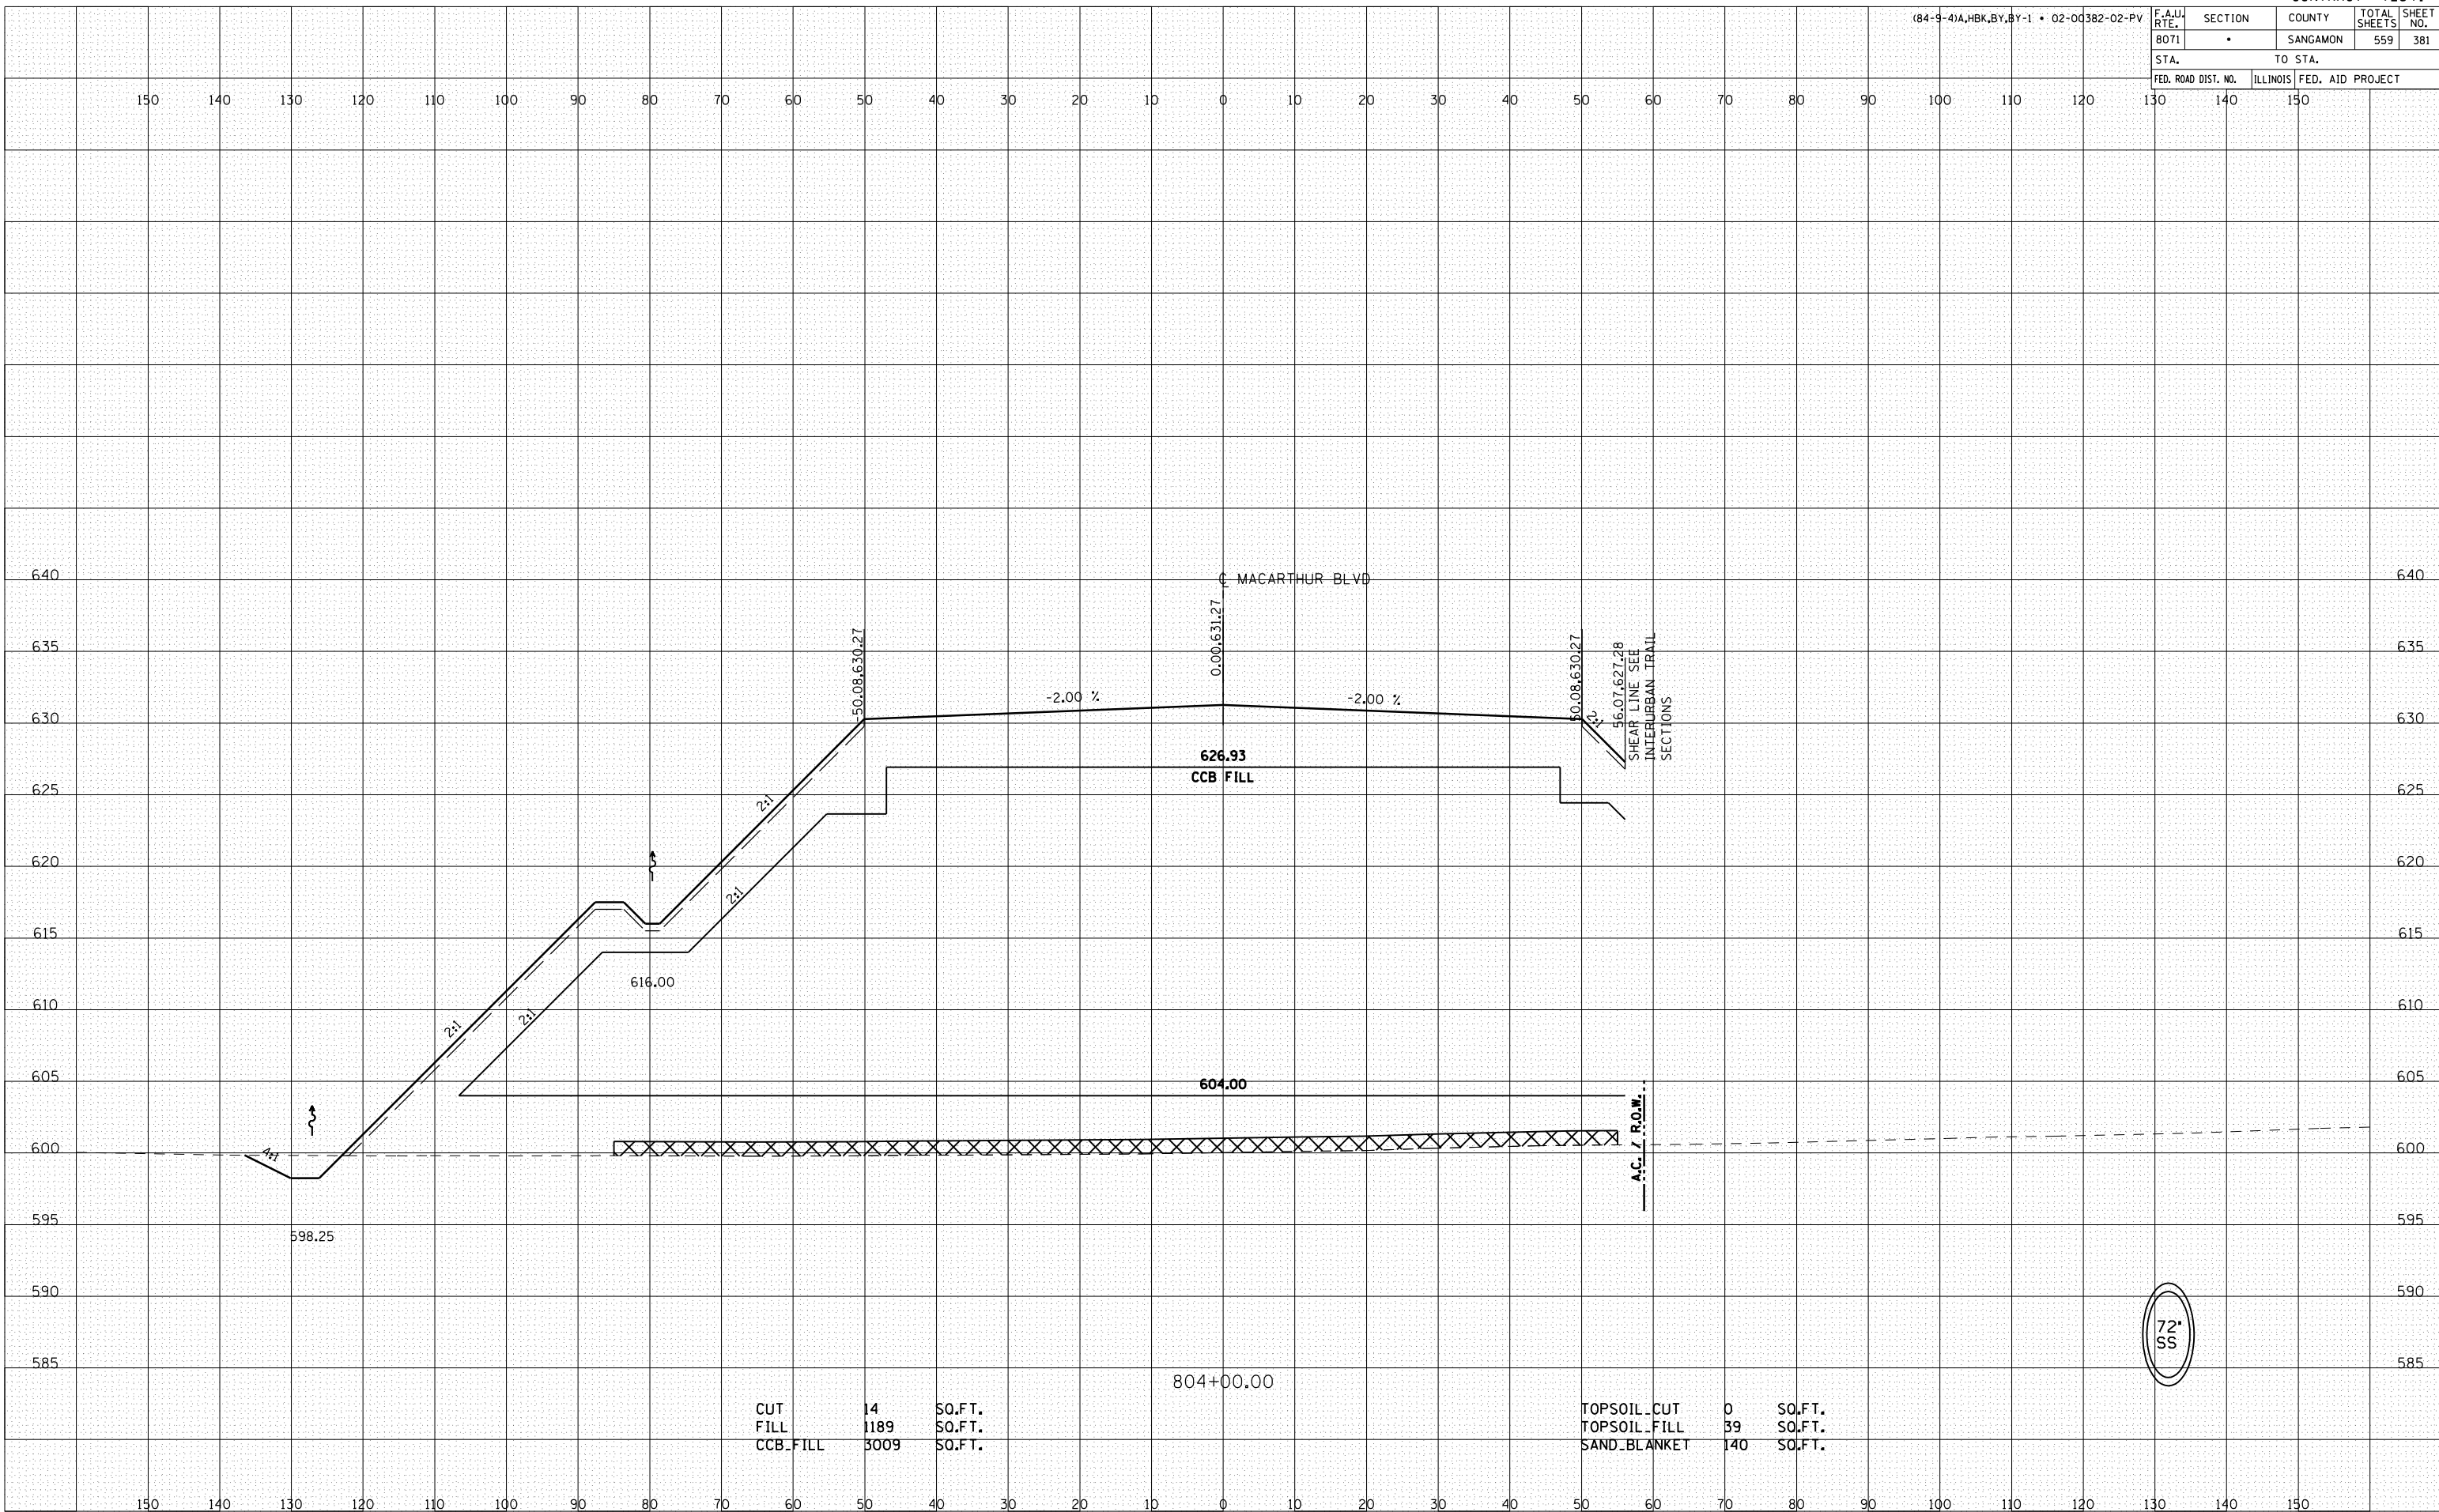 (84-9-4)A,HBK,BY,BY-1 • 02-00382-02-PV
F.A.U. RTE. SECTION COUNTY TOTAL SHEETS SHEET NO.
8071 • SANGAMON 559 381
STA. TO STA.
FED. ROAD DIST. NO. ILLINOIS FED. AID PROJECT
150 140 130 120 110 100 90 80 70 60 50 40 30 20 10 0 10 20 30 40 50 60 70 80 90 100 110 120 130 140 150
640 640
℄ MACARTHUR BLVD
635 635
-50.08,630.27
0.00,631.27
50.08,630.27
56.07,627.28
SHEAR LINE SEE
INTERURBAN TRAIL
SECTIONS
-2.00 %
-2.00 %
630 630
2:1
626.93
CCB FILL
625 625
2:1
620 620
2:1
615 615
616.00
610 610
2:1
2:1
605 605
604.00
A.C. / R.O.W.
600 600
4:1
595 595
598.25
590 590
72"
SS
585 585
804+00.00
CUT 14 SQ.FT.
FILL 1189 SQ.FT.
CCB_FILL 3009 SQ.FT.
TOPSOIL_CUT 0 SQ.FT.
TOPSOIL_FILL 39 SQ.FT.
SAND_BLANKET 140 SQ.FT.
150 140 130 120 110 100 90 80 70 60 50 40 30 20 10 0 10 20 30 40 50 60 70 80 90 100 110 120 130 140 150